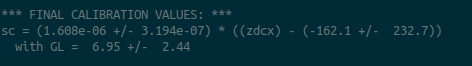 *** FINAL CALIBRATION VALUES: ***
sc = (1.608e-06 +/- 3.194e-07) * ((zdcx) - (-162.1 +/-  232.7))
  with GL =  6.95 +/-  2.44